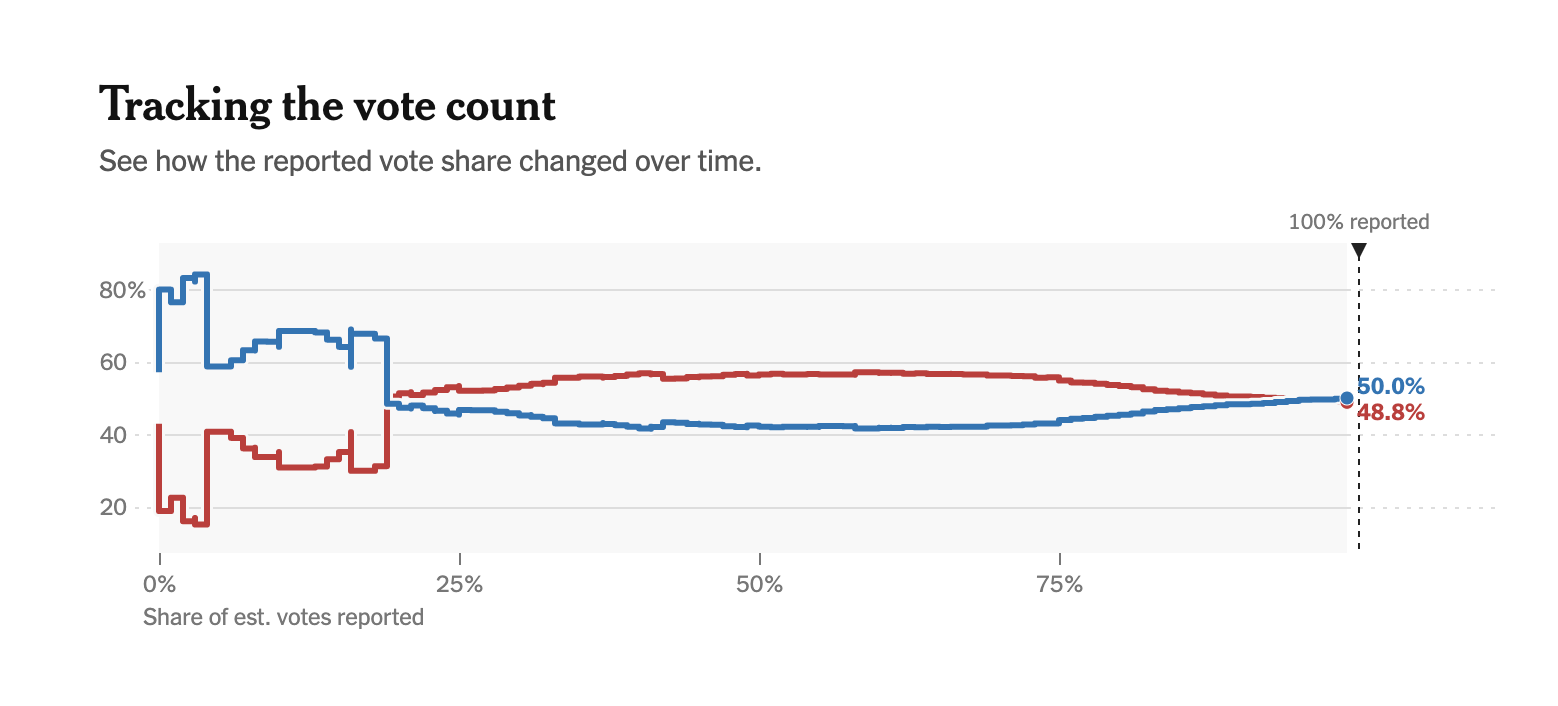 Tracking the vote count
See how the reported vote share changed over time.
100% reported
80%
60
40
20
50.0%
48.8%
0% 25% 50% 75%
Share of est. votes reported